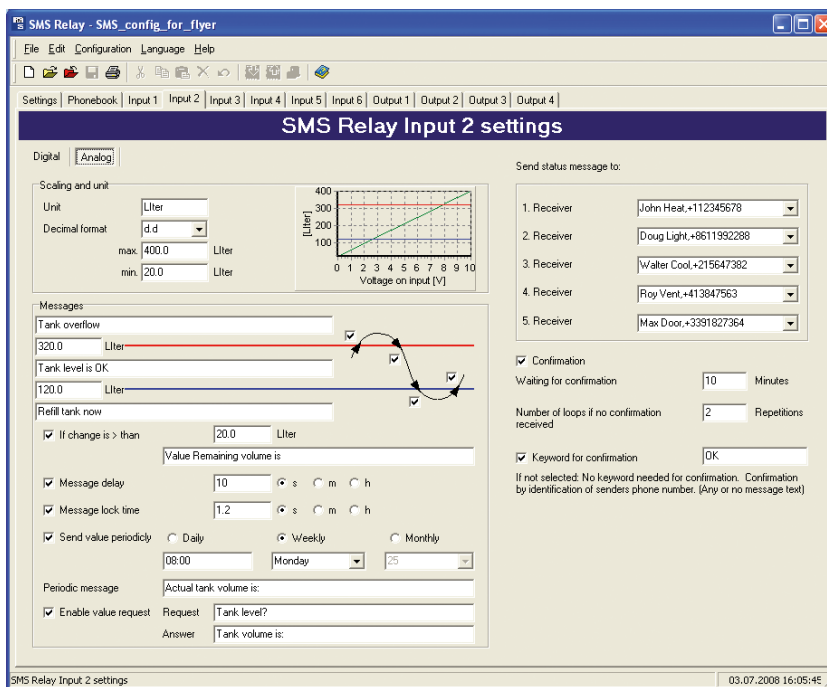 SMS Relay - SMS_config_for_flyer
File Edit Configuration Language Help
Settings Phonebook Input 1 Input 2 Input 3 Input 4 Input 5 Input 6 Output 1 Output 2 Output 3 Output 4
SMS Relay Input 2 settings
Digital Analog
Scaling and unit
Unit LIter
Decimal format d.d
max. 400.0 LIter
min. 20.0 LIter
400
300
200
100
[LIter]
0 1 2 3 4 5 6 7 8 9 10
Voltage on input [V]
Messages
Tank overflow
320.0 LIter
Tank level is OK
120.0 LIter
Refill tank now
If change is > than 20.0 LIter
Value Remaining volume is
Message delay 10 s m h
Message lock time 1.2 s m h
Send value periodicly Daily Weekly Monthly
08:00 Monday 25
Periodic message Actual tank volume is:
Enable value request Request Tank level?
Answer Tank volume is:
Send status message to:
1. Receiver John Heat,+112345678
2. Receiver Doug Light,+8611992288
3. Receiver Walter Cool,+215647382
4. Receiver Roy Vent,+413847563
5. Receiver Max Door,+3391827364
Confirmation
Waiting for confirmation 10 Minutes
Number of loops if no confirmation
received 2 Repetitions
Keyword for confirmation OK
If not selected: No keyword needed for confirmation. Confirmation
by identification of senders phone number. (Any or no message text)
SMS Relay Input 2 settings 03.07.2008 16:05:45